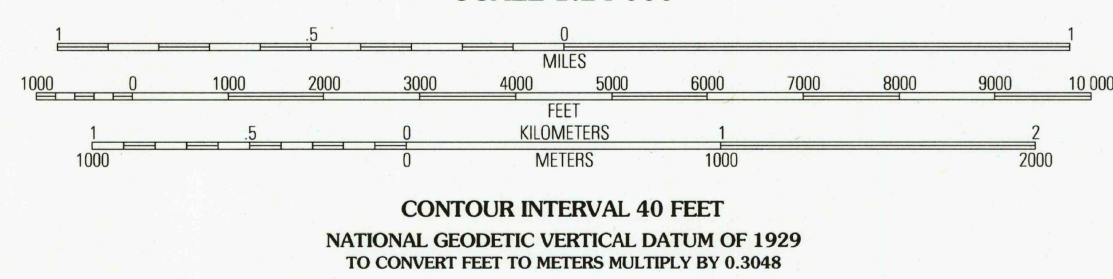 1 .5 0 1
MILES
1000 0 1000 2000 3000 4000 5000 6000 7000 8000 9000 10 000
FEET
1 .5 0 KILOMETERS 1 2
1000 0 METERS 1000 2000
CONTOUR INTERVAL 40 FEET
NATIONAL GEODETIC VERTICAL DATUM OF 1929
TO CONVERT FEET TO METERS MULTIPLY BY 0.3048